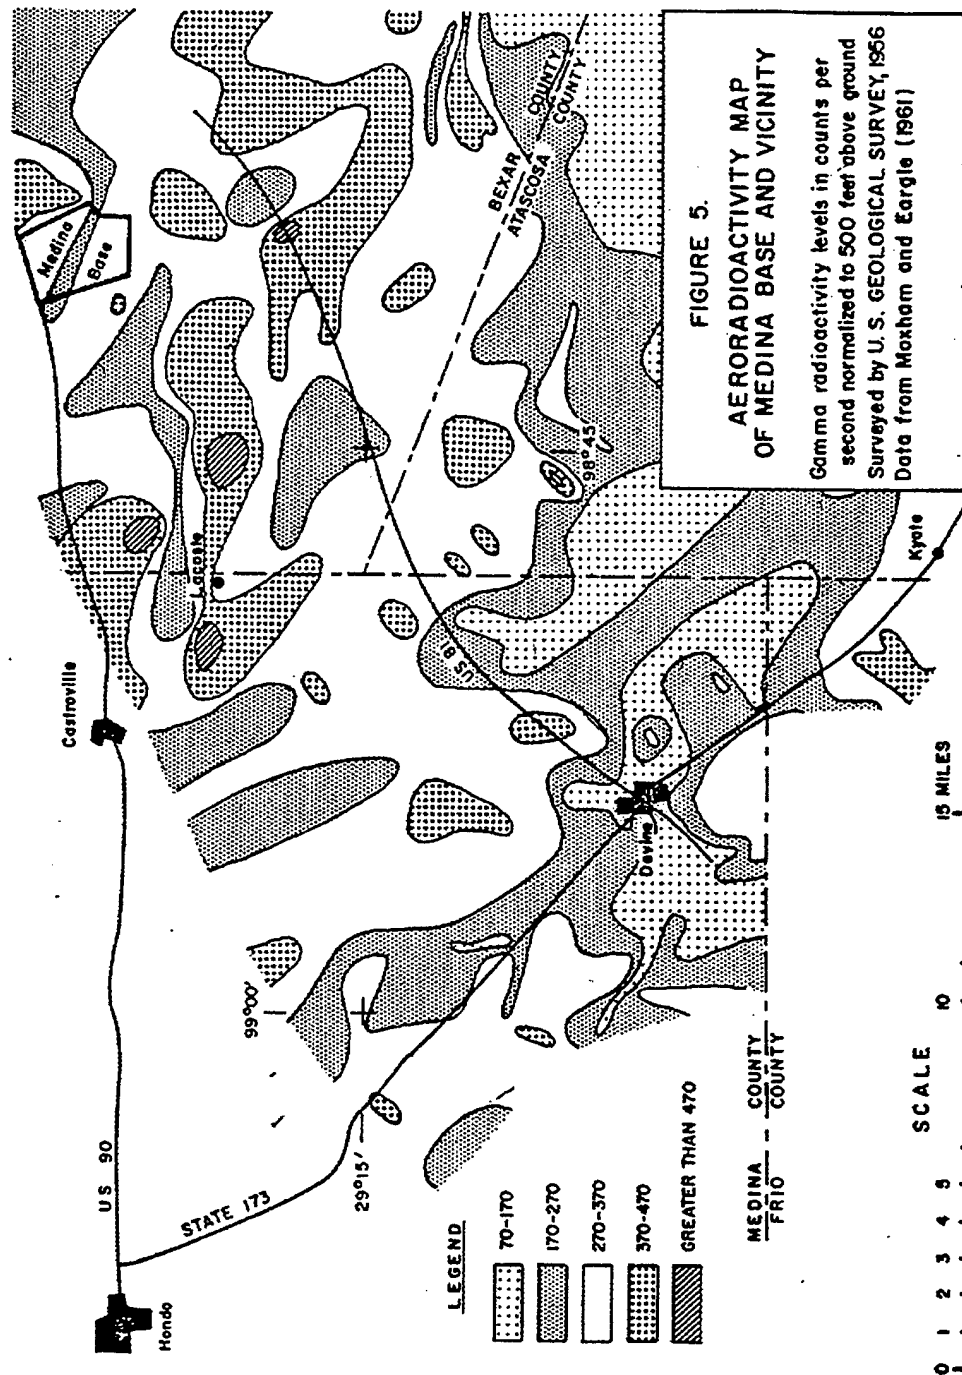 FIGURE 5.
AERORADIOACTIVITY MAP
OF MEDINA BASE AND VICINITY
Gamma radioactivity levels in counts per
second normalized to 500 feet above ground
Surveyed by U.S. GEOLOGICAL SURVEY, 1956
Data from Moxham and Eargle (1961)
Medina
Base
BEXAR COUNTY
ATASCOSA COUNTY
Castroville
Lacoste
US 90
US 81
STATE 173
Hondo
Devine
Kyote
98°45'
99°00'
29°15'
MEDINA COUNTY
FRIO COUNTY
LEGEND
70-170
170-270
270-370
370-470
GREATER THAN 470
SCALE
0 1 2 3 4 5 10 15 MILES